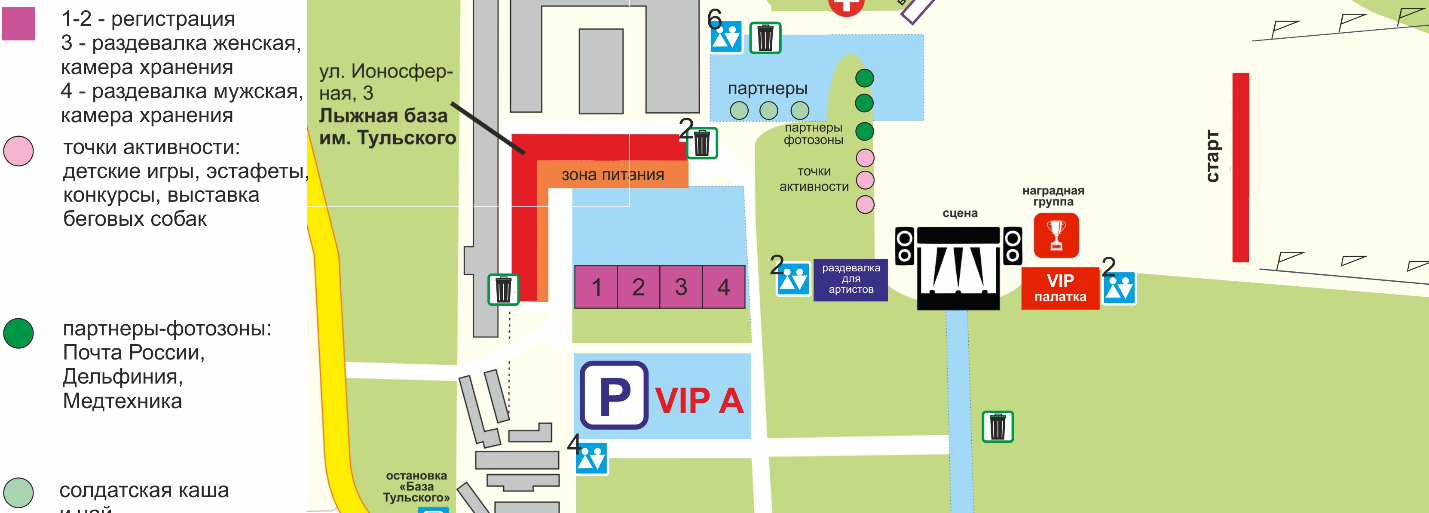 1-2 - регистрация
3 - раздевалка женская,
камера хранения
4 - раздевалка мужская,
камера хранения
точки активности:
детские игры, эстафеты,
конкурсы, выставка
беговых собак
партнеры-фотозоны:
Почта России,
Дельфиния,
Медтехника
солдатская каша
и чай
ул. Ионосфер-
ная, 3
Лыжная база
им. Тульского
6
партнеры
2
зона питания
партнеры
фотозоны
точки
активности
старт
наградная
группа
сцена
2
раздевалка
для
артистов
VIP
палатка
2
1 2 3 4
P VIP A
4
остановка
«База
Тульского»